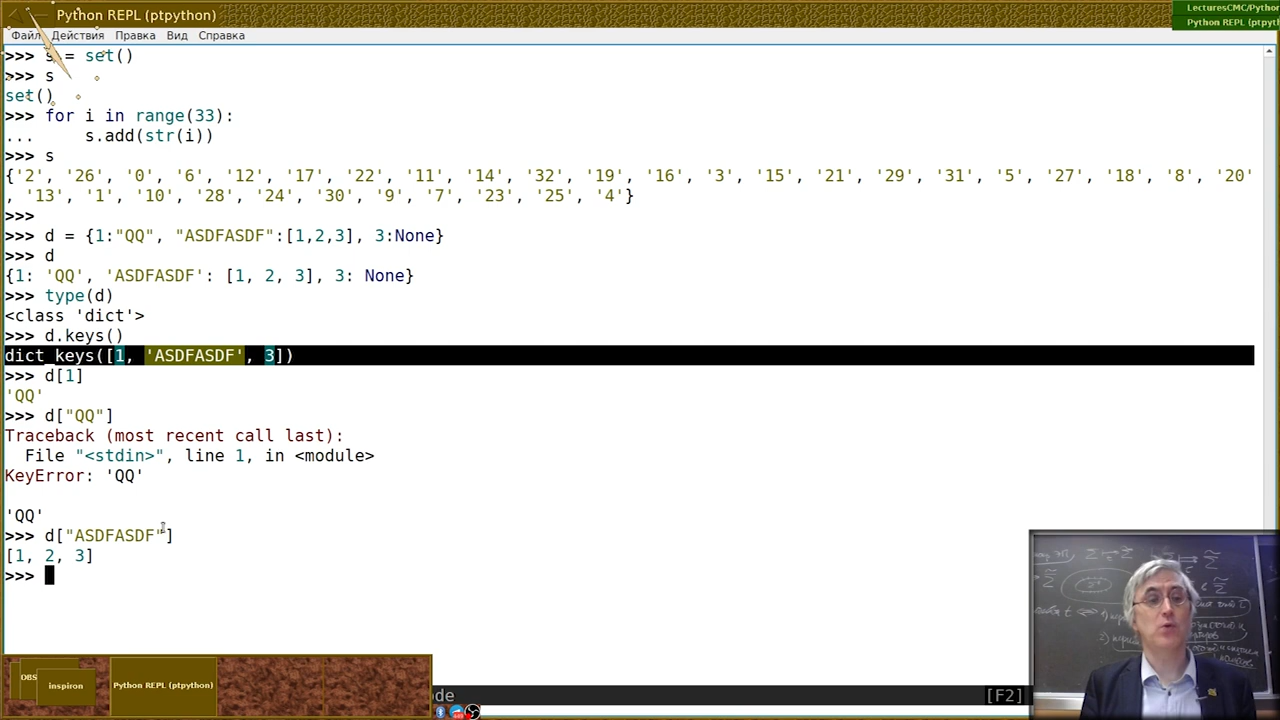 Python REPL (ptpython)
LecturesCMC/Python
Python REPL (ptpyt
Файл Действия Правка Вид Справка
>>> s = set()
>>> s
set()
>>> for i in range(33):
...     s.add(str(i))
>>> s
{'2', '26', '0', '6', '12', '17', '22', '11', '14', '32', '19', '16', '3', '15', '21', '29', '31', '5', '27', '18', '8', '20'
, '13', '1', '10', '28', '24', '30', '9', '7', '23', '25', '4'}
>>>
>>> d = {1:"QQ", "ASDFASDF":[1,2,3], 3:None}
>>> d
{1: 'QQ', 'ASDFASDF': [1, 2, 3], 3: None}
>>> type(d)
<class 'dict'>
>>> d.keys()
dict_keys([1, 'ASDFASDF', 3])
>>> d[1]
'QQ'
>>> d["QQ"]
Traceback (most recent call last):
  File "<stdin>", line 1, in <module>
KeyError: 'QQ'
'QQ'
>>> d["ASDFASDF"]
[1, 2, 3]
>>>
OBS
inspiron
Python REPL (ptpython)
de
[F2]